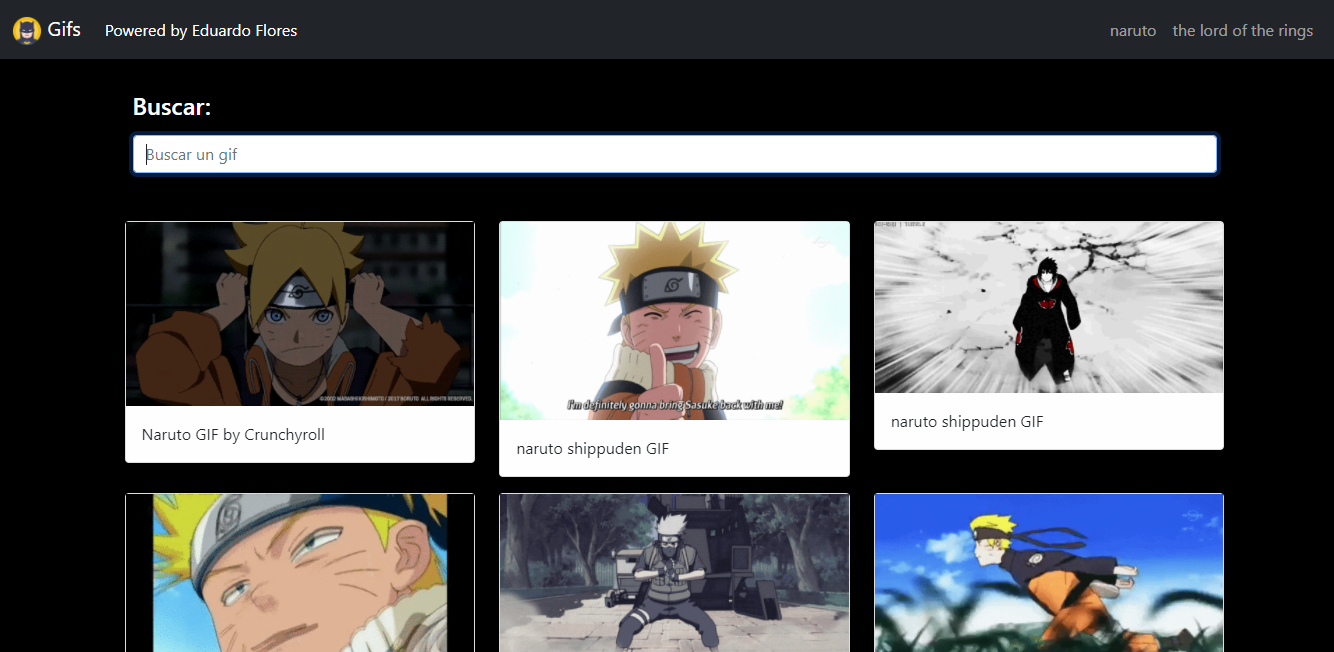 Gifs
Powered by Eduardo Flores
naruto
the lord of the rings
Buscar:
Buscar un gif
©2002 MASASHI KISHIMOTO / 2017 BORUTO ALL RIGHTS RESERVED.
I'm definitely gonna bring Sasuke back with me!
Naruto GIF by Crunchyroll
naruto shippuden GIF
naruto shippuden GIF